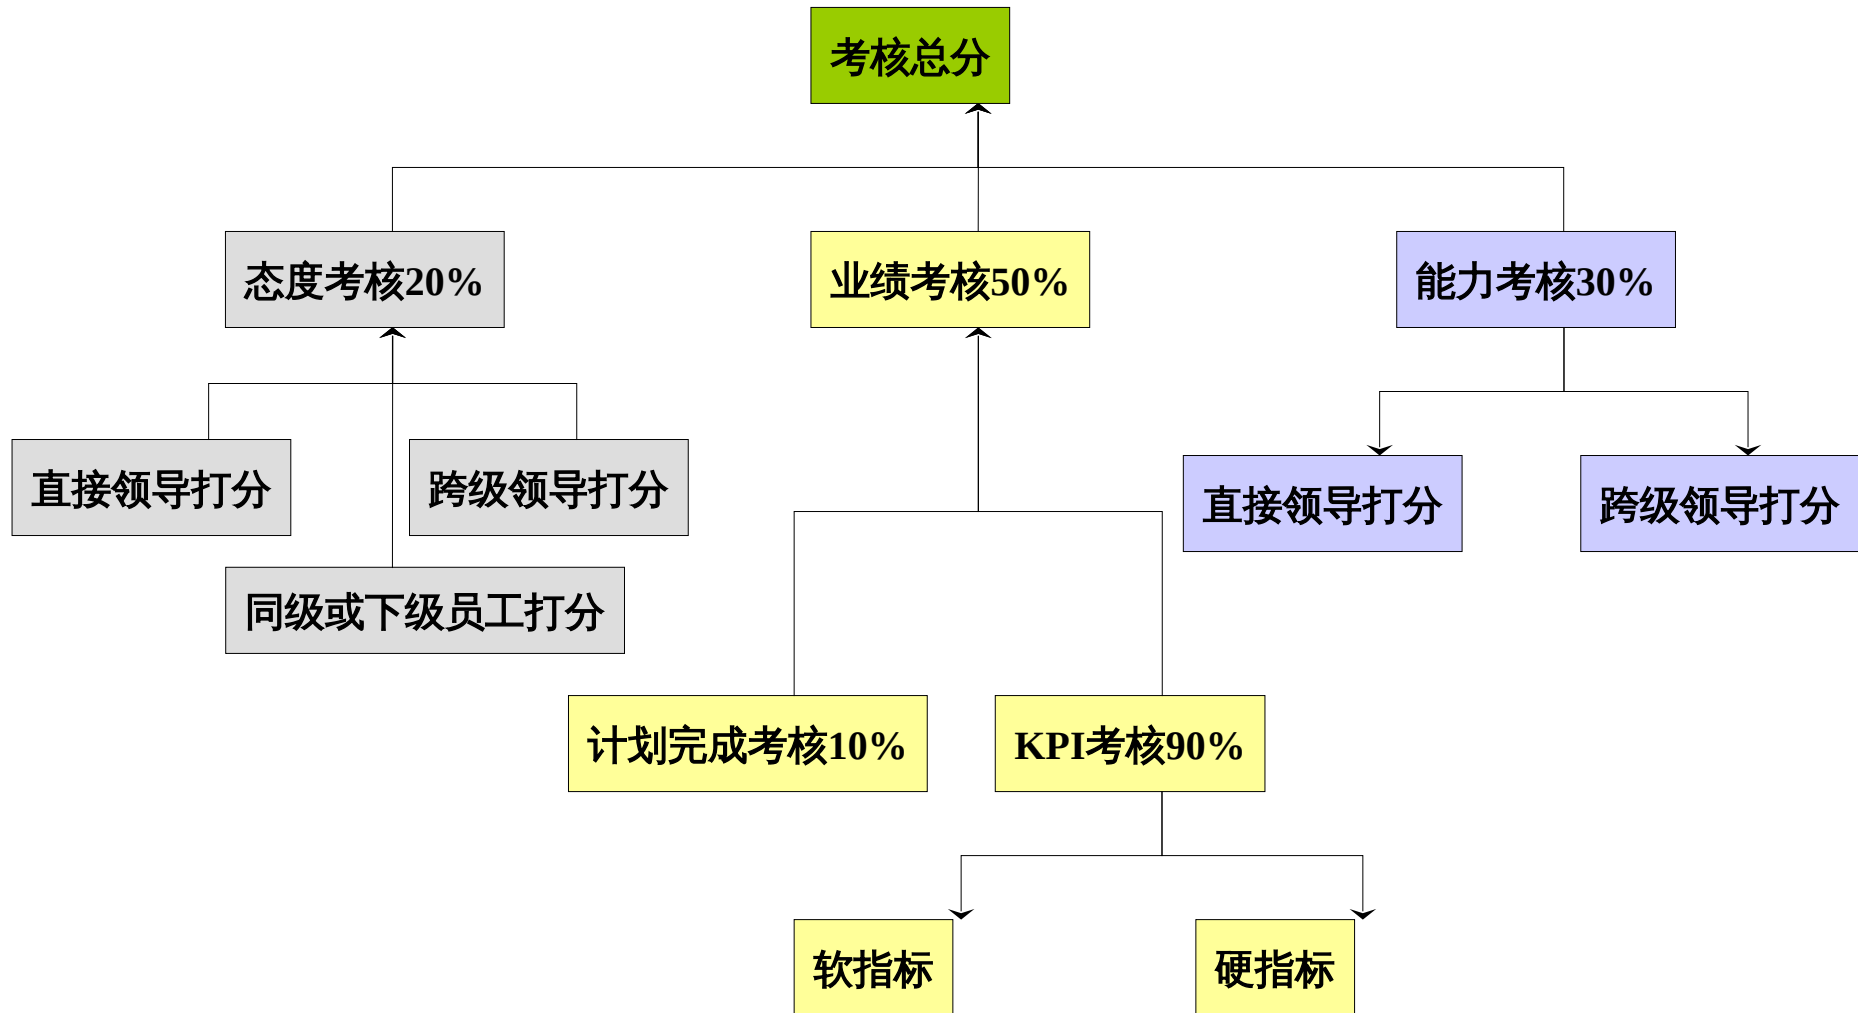 考核总分
态度考核20%
业绩考核50%
能力考核30%
直接领导打分
跨级领导打分
直接领导打分
跨级领导打分
同级或下级员工打分
计划完成考核10%
KPI考核90%
软指标
硬指标